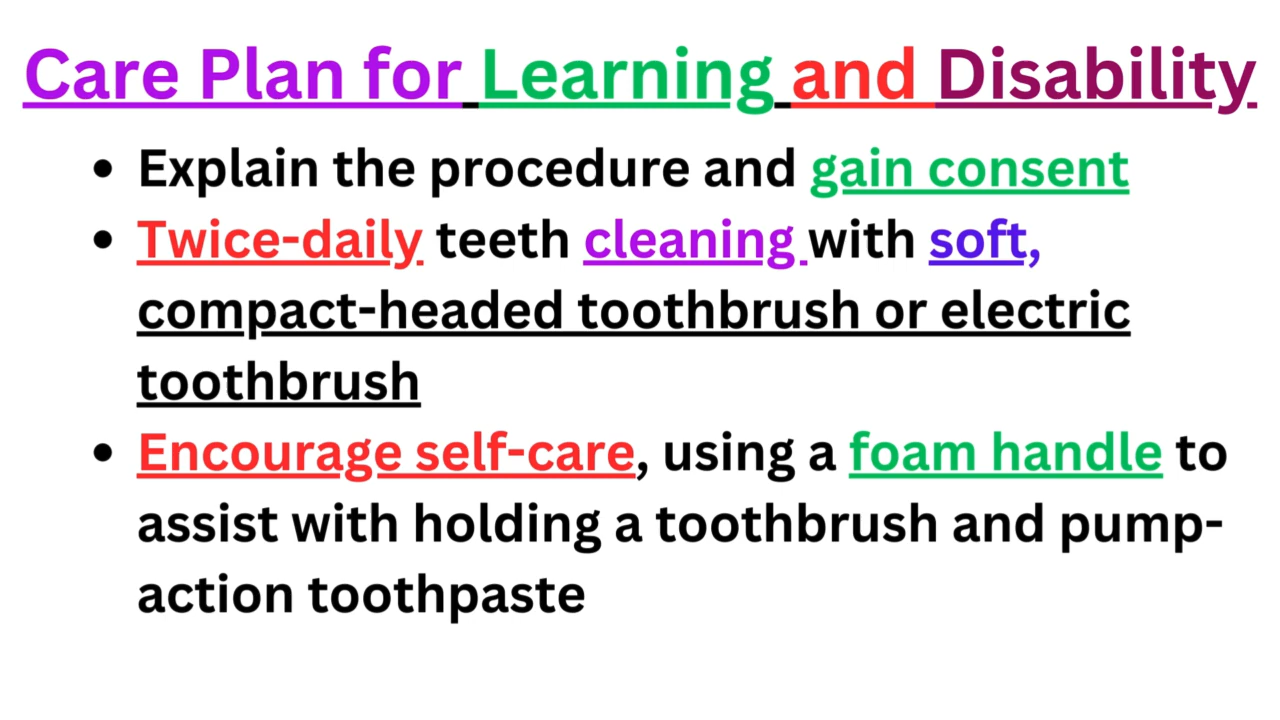 Care Plan for Learning and Disability
• Explain the procedure and gain consent
• Twice-daily teeth cleaning with soft,
compact-headed toothbrush or electric
toothbrush
• Encourage self-care, using a foam handle to
assist with holding a toothbrush and pump-
action toothpaste